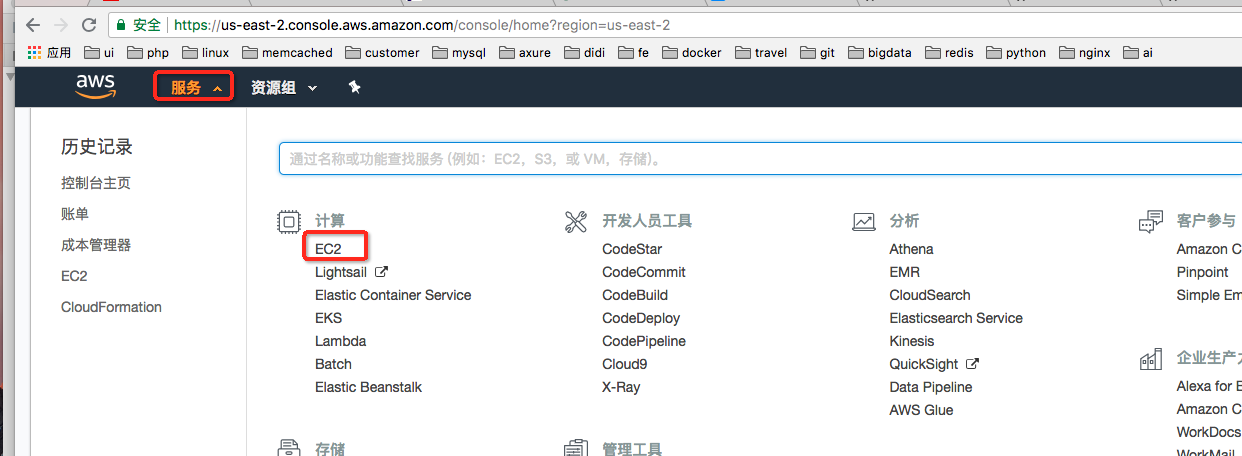 安全 https://us-east-2.console.aws.amazon.com/console/home?region=us-east-2
应用 ui php linux memcached customer mysql axure didi fe docker travel git bigdata redis python nginx ai
aws 服务 资源组
历史记录
控制台主页
账单
成本管理器
EC2
CloudFormation
通过名称或功能查找服务 (例如：EC2，S3，或 VM，存储)。
计算
EC2
Lightsail
Elastic Container Service
EKS
Lambda
Batch
Elastic Beanstalk
存储
开发人员工具
CodeStar
CodeCommit
CodeBuild
CodeDeploy
CodePipeline
Cloud9
X-Ray
管理工具
分析
Athena
EMR
CloudSearch
Elasticsearch Service
Kinesis
QuickSight
Data Pipeline
AWS Glue
客户参与
Amazon C
Pinpoint
Simple Em
企业生产
Alexa for
Amazon C
WorkDocs
WorkMail